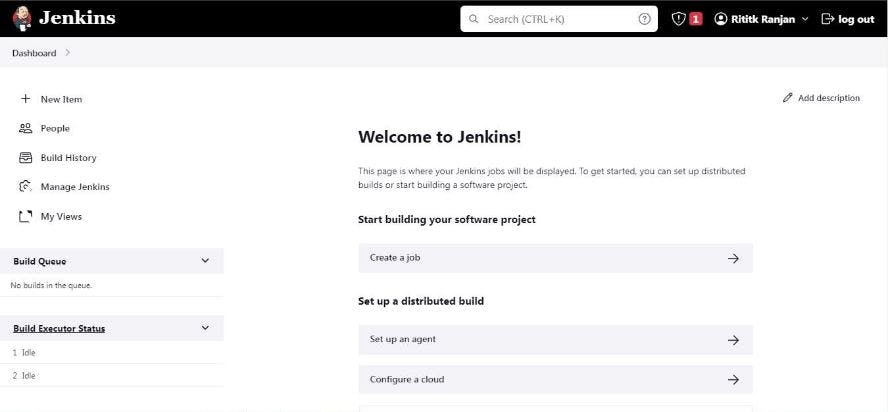 Jenkins
Search (CTRL+K)
1
Rititk Ranjan
log out
Dashboard
New Item
People
Build History
Manage Jenkins
My Views
Build Queue
No builds in the queue.
Build Executor Status
1 Idle
2 Idle
Add description
Welcome to Jenkins!
This page is where your Jenkins jobs will be displayed. To get started, you can set up distributed
builds or start building a software project.
Start building your software project
Create a job
Set up a distributed build
Set up an agent
Configure a cloud